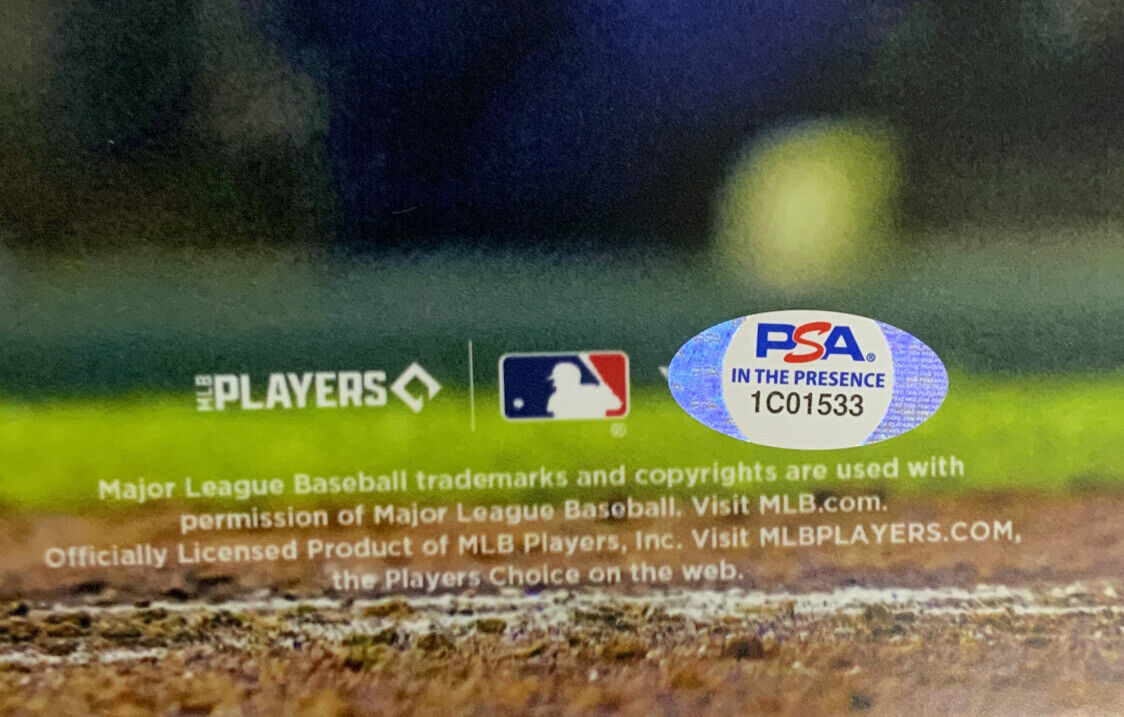 MLB PLAYERS
PSA®
IN THE PRESENCE
1C01533
®
Major League Baseball trademarks and copyrights are used with
permission of Major League Baseball. Visit MLB.com.
Officially Licensed Product of MLB Players, Inc. Visit MLBPLAYERS.COM,
the Players Choice on the web.